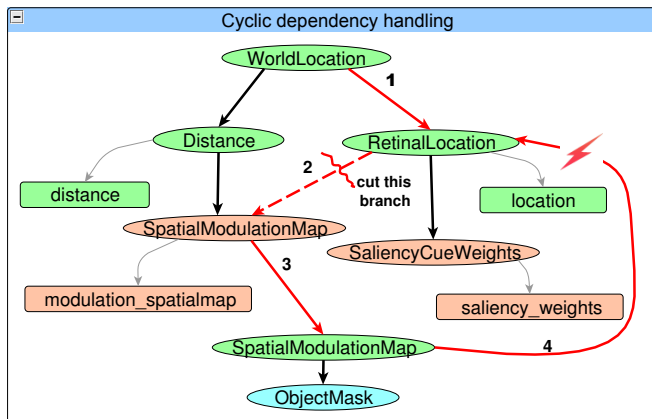 Cyclic dependency handling
WorldLocation
1
Distance
RetinalLocation
2
cut this
branch
distance
location
SpatialModulationMap
SaliencyCueWeights
3
modulation_spatialmap
saliency_weights
SpatialModulationMap
4
ObjectMask